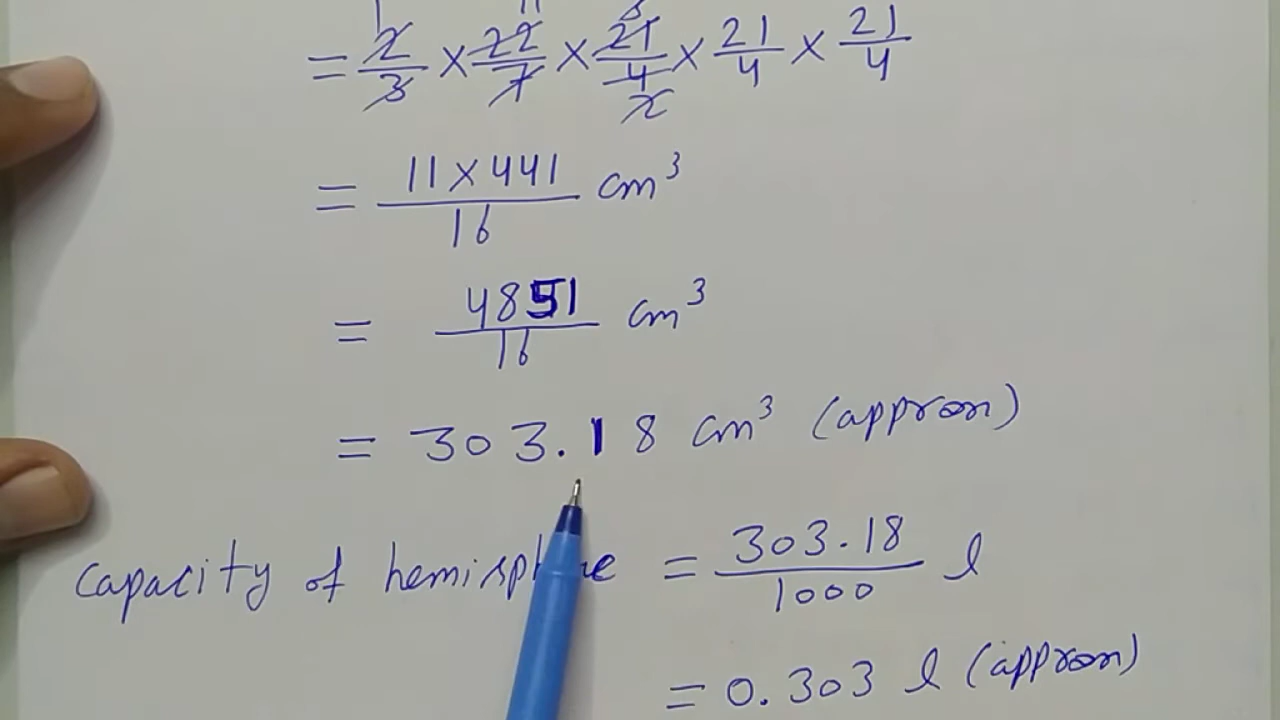 = 2/3 × 22/7 × 21/4 × 21/4 × 21/4
= 11×441/16 cm³
= 4851/16 cm³
= 303.18 cm³ (approx)
capacity of hemisphere = 303.18/1000 l
= 0.303 l (approx)